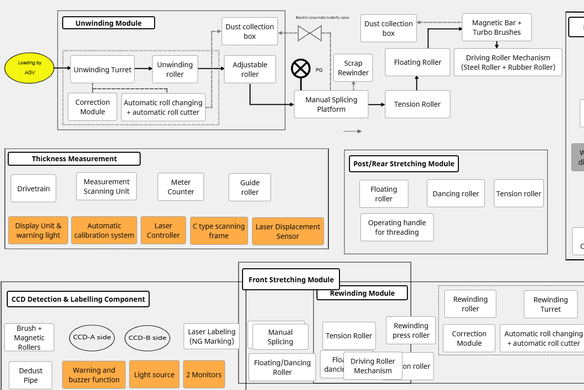 Unwinding Module
Dust collection
box
Electric pneumatic butterfly valve
Dust collection
box
Magnetic Bar +
Turbo Brushes
Loading by
AGV
Unwinding Turret
Unwinding
roller
Adjustable
roller
PG
Scrap
Rewinder
Floating Roller
Driving Roller Mechanism
(Steel Roller + Rubber Roller)
Correction
Module
Automatic roll changing
+ automatic roll cutter
Manual Splicing
Platform
Tension Roller
Thickness Measurement
Drivetrain
Measurement
Scanning Unit
Meter
Counter
Guide
roller
Display Unit &
warning light
Automatic
calibration system
Laser
Controller
C type scanning
frame
Laser Displacement
Sensor
Post/Rear Stretching Module
Floating
roller
Dancing roller
Tension roller
Operating handle
for threading
CCD Detection & Labelling Component
Brush +
Magnetic
Rollers
CCD-A side
CCD-B side
Laser Labeling
(NG Marking)
Dedust
Pipe
Warning and
buzzer function
Light source
2 Monitors
Front Stretching Module
Manual
Splicing
Floating/Dancing
Roller
Rewinding Module
Tension Roller
Rewinding
press roller
Driving Roller
Mechanism
on roller
Rewinding
roller
Rewinding
Turret
Correction
Module
Automatic roll changing
+ automatic roll cutter